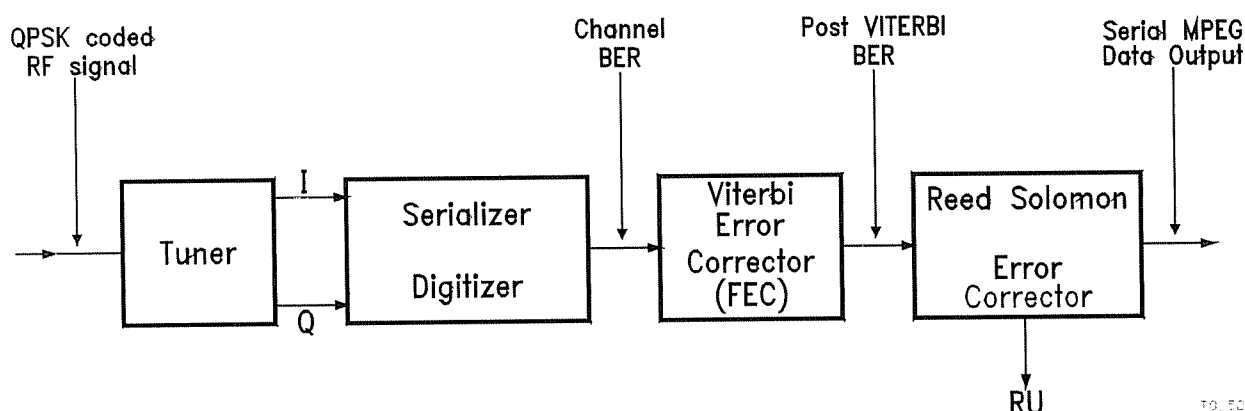 QPSK coded
RF signal
Channel
BER
Post VITERBI
BER
Serial MPEG
Data Output
I
Q
Tuner
Serializer
Digitizer
Viterbi
Error
Corrector
(FEC)
Reed Solomon
Error
Corrector
RU